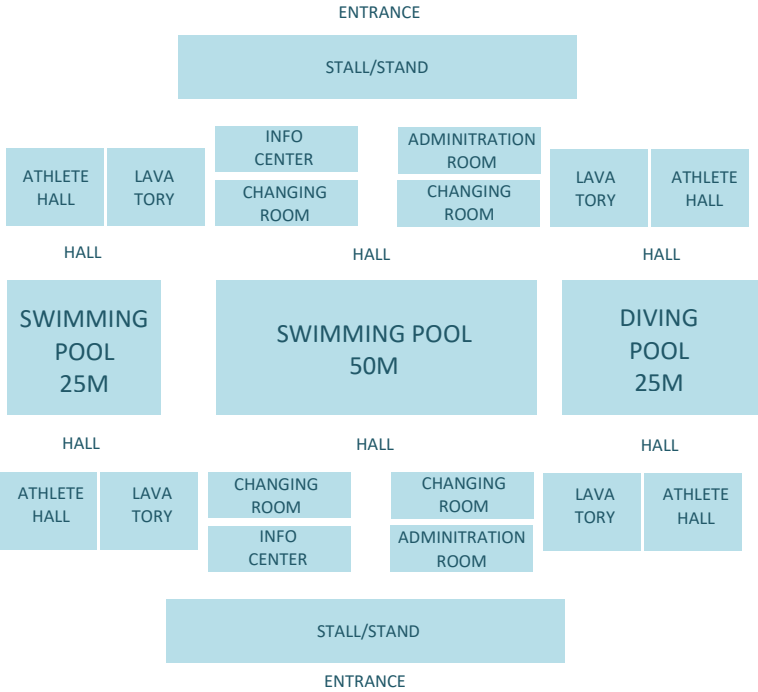 ENTRANCE
STALL/STAND
INFO
CENTER
ADMINITRATION
ROOM
ATHLETE
HALL
LAVA
TORY
CHANGING
ROOM
CHANGING
ROOM
LAVA
TORY
ATHLETE
HALL
HALL
HALL
HALL
SWIMMING
POOL
25M
SWIMMING POOL
50M
DIVING
POOL
25M
HALL
HALL
HALL
ATHLETE
HALL
LAVA
TORY
CHANGING
ROOM
CHANGING
ROOM
LAVA
TORY
ATHLETE
HALL
INFO
CENTER
ADMINITRATION
ROOM
STALL/STAND
ENTRANCE